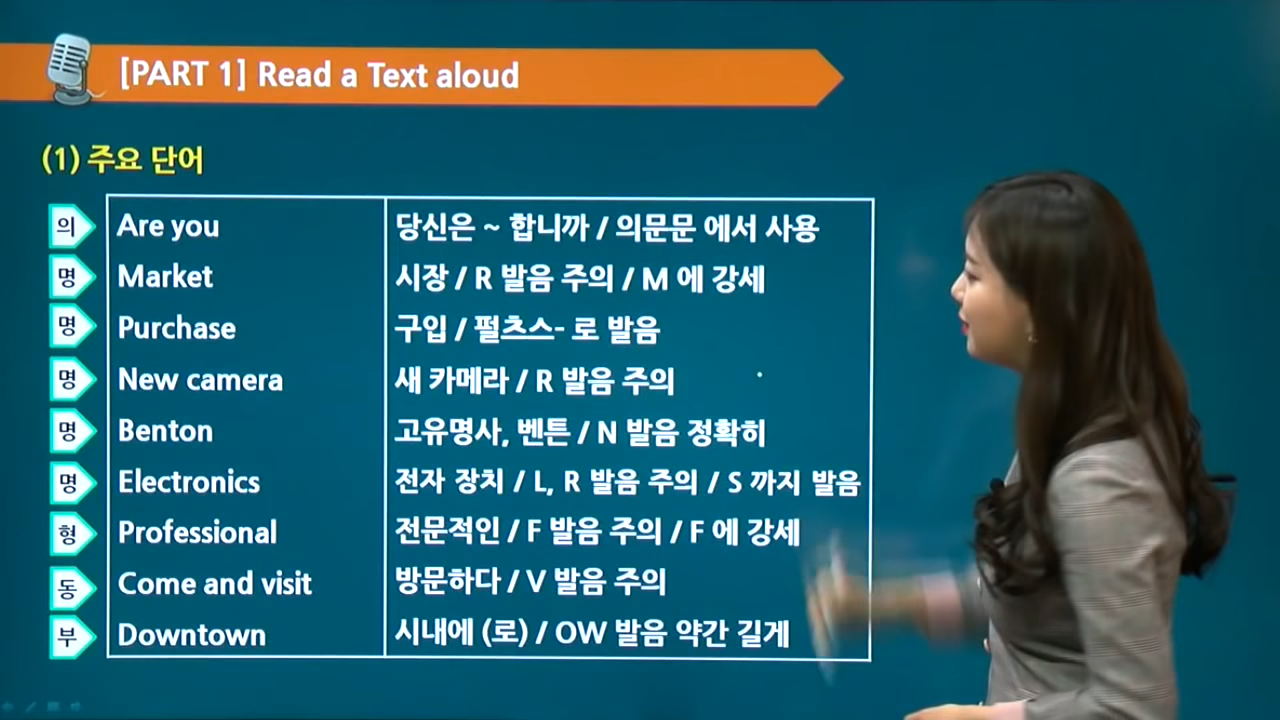 [PART 1] Read a Text aloud
(1) 주요 단어
의 Are you 당신은 ~ 합니까 / 의문문 에서 사용
명 Market 시장 / R 발음 주의 / M 에 강세
명 Purchase 구입 / 펄츠스- 로 발음
명 New camera 새 카메라 / R 발음 주의
명 Benton 고유명사, 벤튼 / N 발음 정확히
명 Electronics 전자 장치 / L, R 발음 주의 / S 까지 발음
형 Professional 전문적인 / F 발음 주의 / F 에 강세
동 Come and visit 방문하다 / V 발음 주의
부 Downtown 시내에 (로) / OW 발음 약간 길게